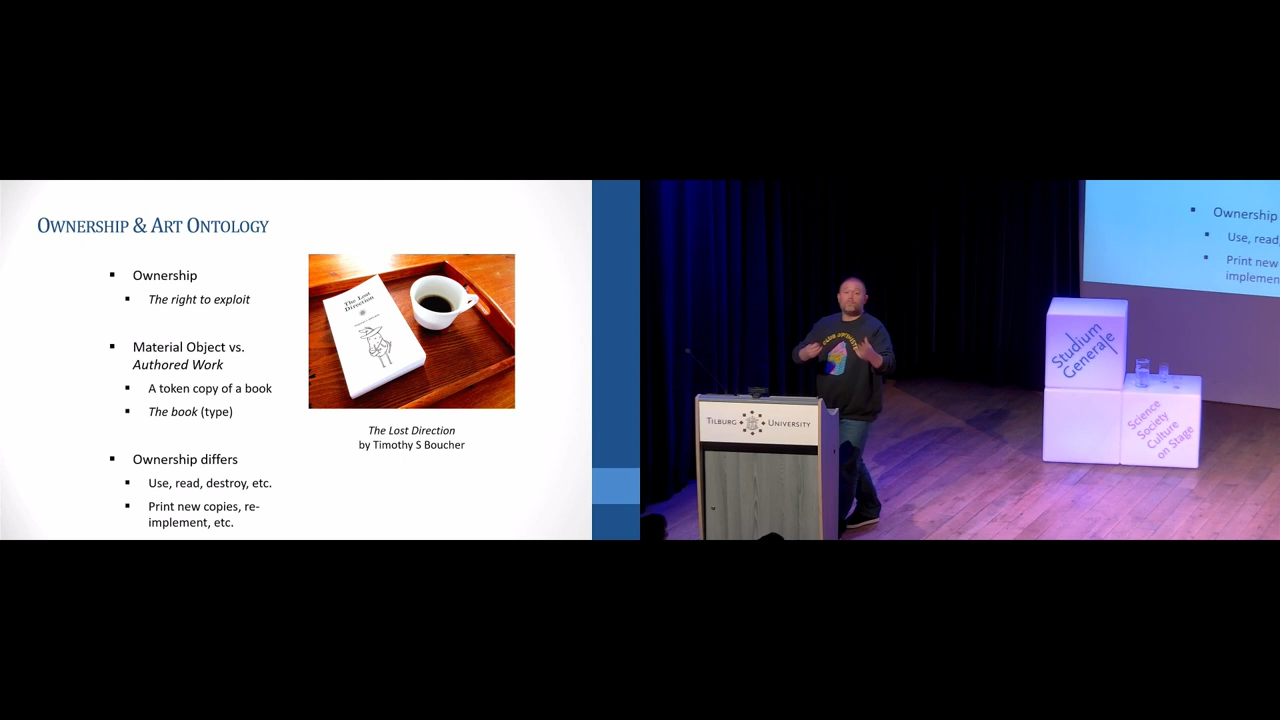 OWNERSHIP & ART ONTOLOGY
▪ Ownership
▪ The right to exploit
▪ Material Object vs.
Authored Work
▪ A token copy of a book
▪ The book (type)
▪ Ownership differs
▪ Use, read, destroy, etc.
▪ Print new copies, re-
implement, etc.
The Lost
Direction
The Lost Direction
by Timothy S Boucher
▪ Ownership
▪ Use, read,
▪ Print new
implemen
Studium
Generale
Science
Society
Culture
on Stage
TILBURG UNIVERSITY